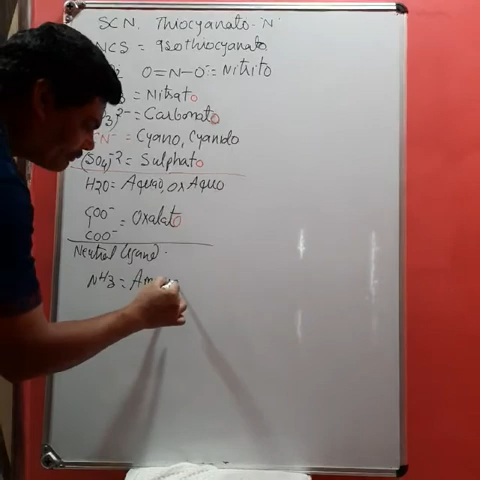 SCN. Thiocyanato-N
NCS = isothiocyanato
O=N-O⁻ = Nitrito
= Nitrato
)²⁻ = Carbonato
N⁻ = Cyano, Cyanido
(SO₄)⁻² = Sulphato
H2O = Aqua, or Aquo
COO⁻
COO⁻ = Oxalato
Neutral ligand.
NH3 = Am